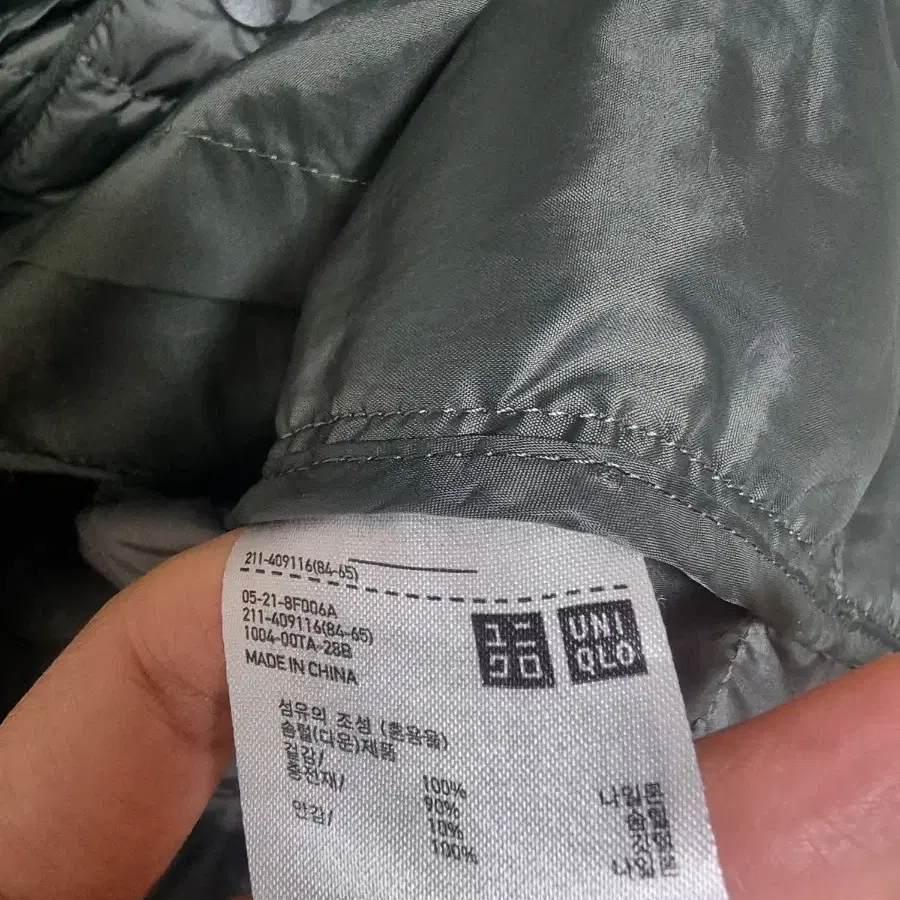 211-409116(84-65)
05-21-8F006A
211-409116(84-65)
1004-00TA-28B
MADE IN CHINA
ユニ
クロ
UNI
QLO
섬유의 조성 (혼용율)
솜털(다운)제품
겉감/ 100% 나일론
충전재/ 90% 솜털
10% 깃털
안감/ 100% 나일론